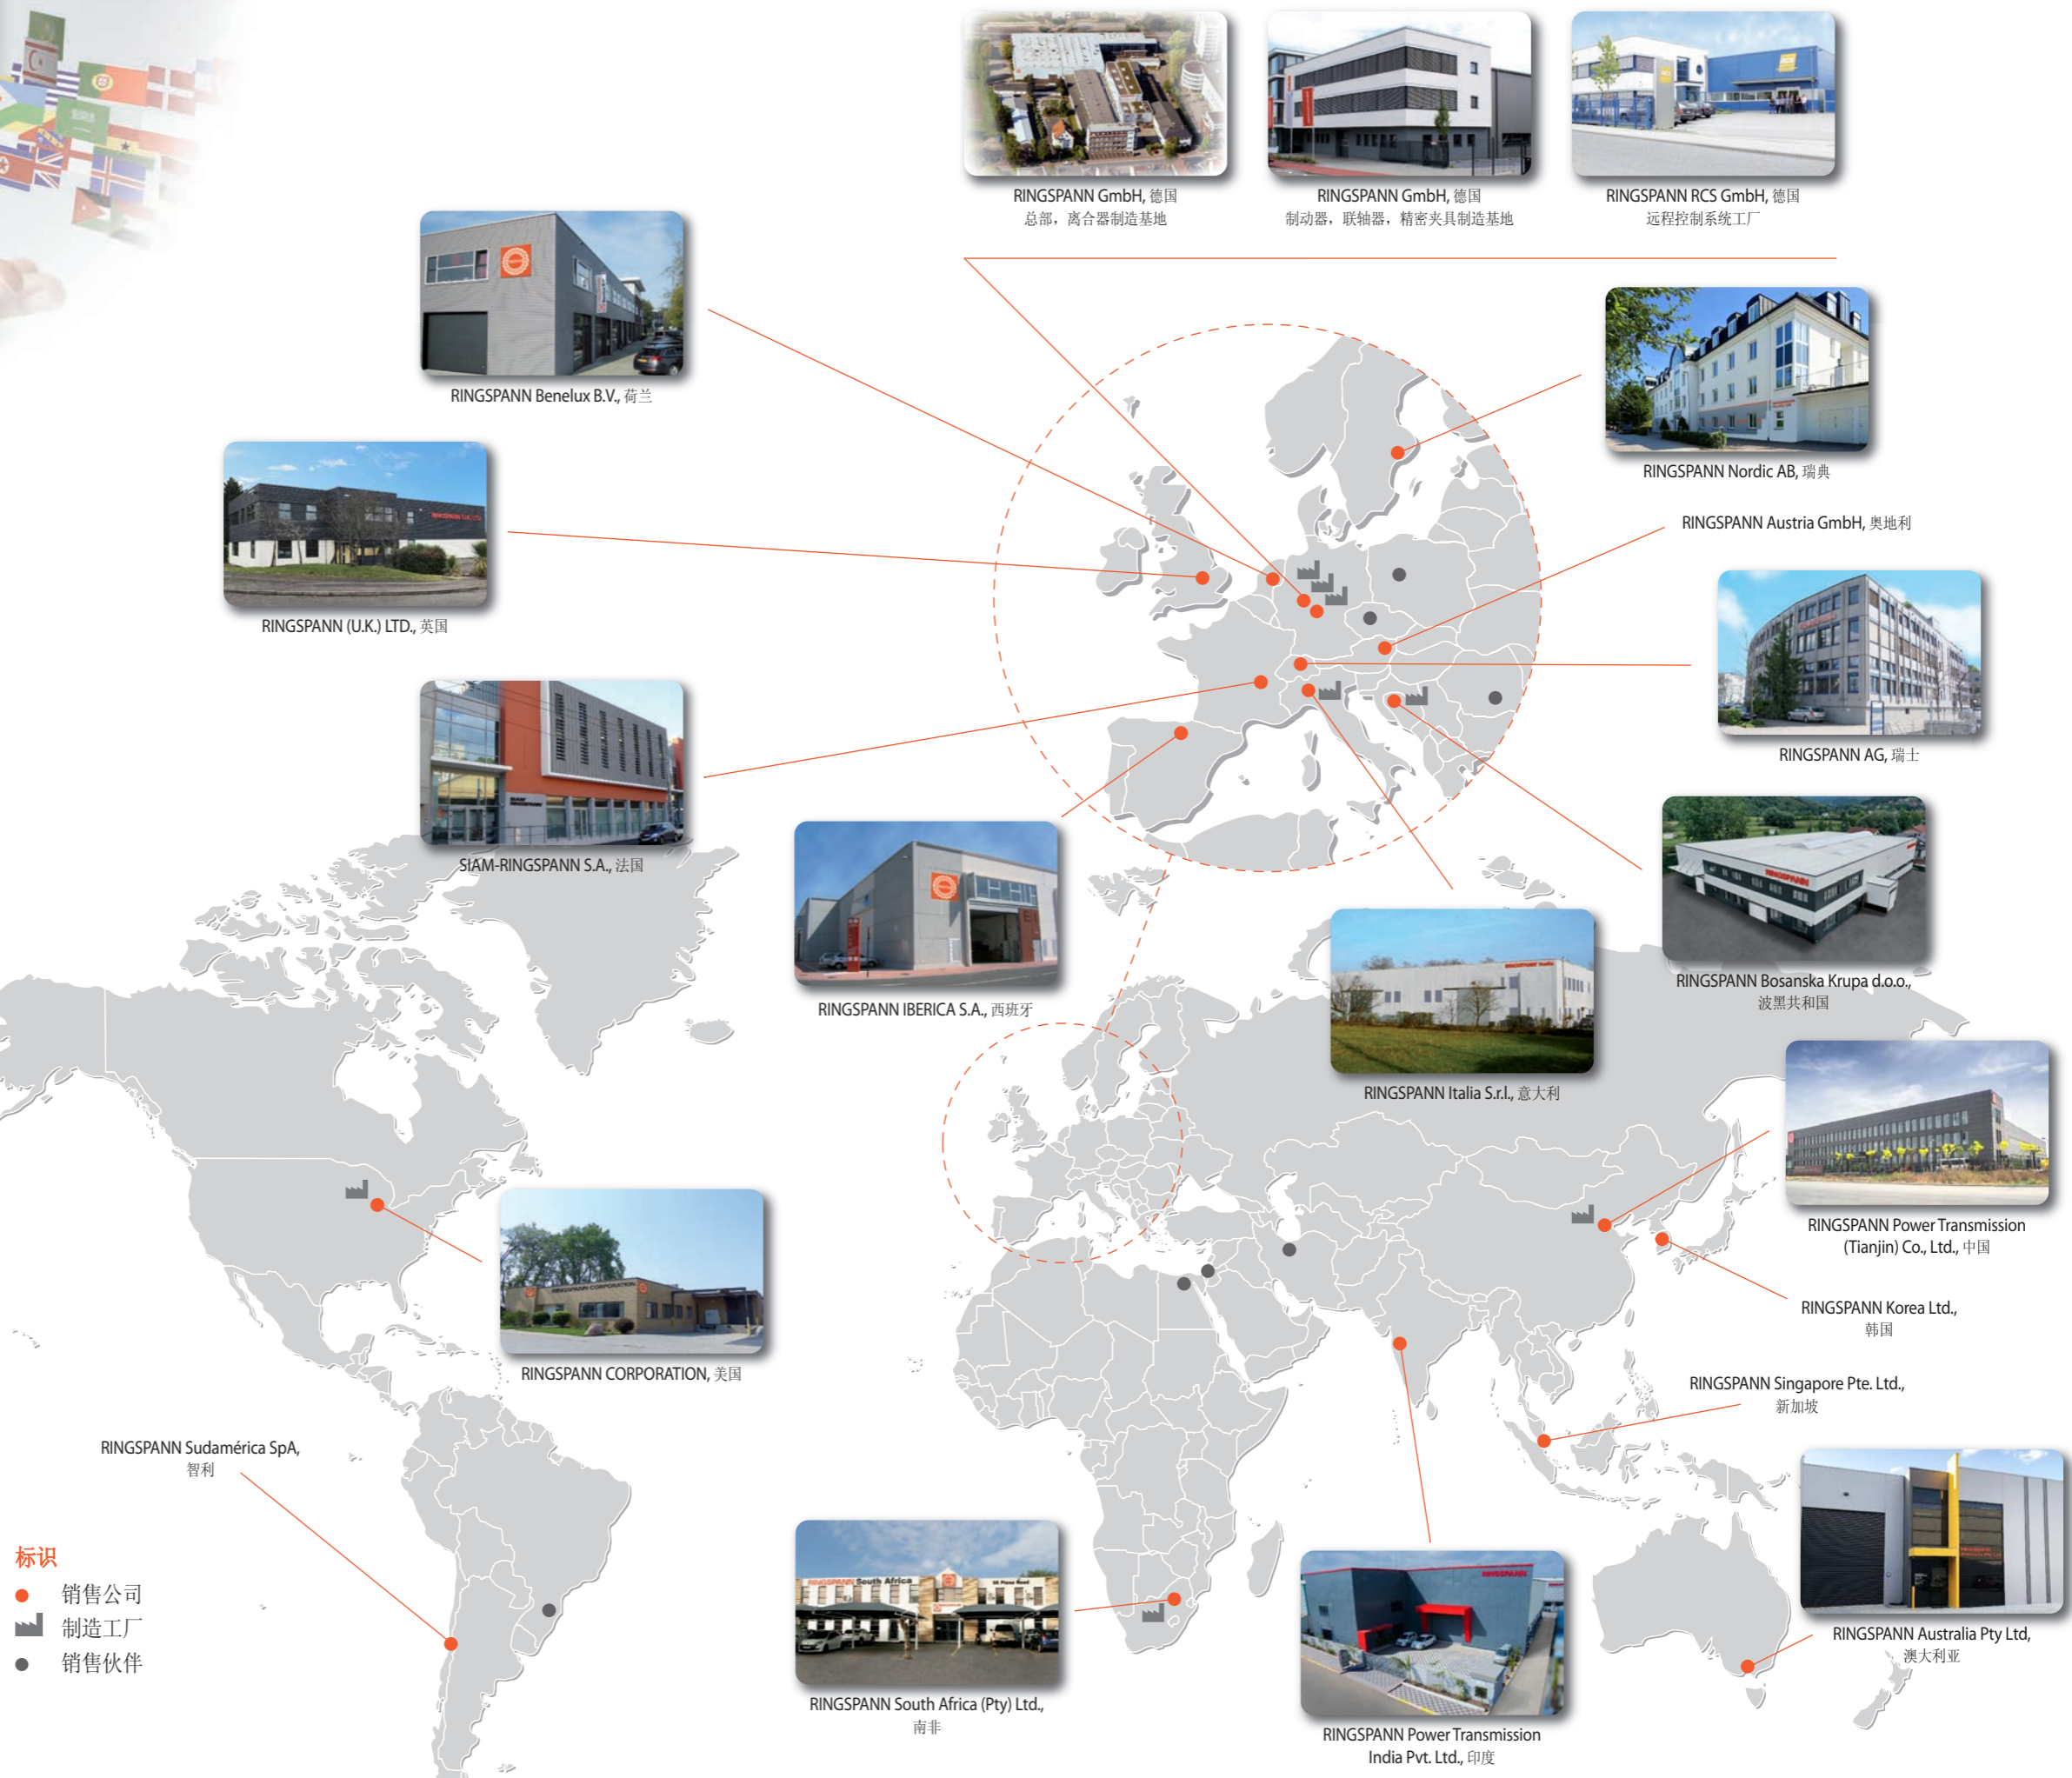 RINGSPANN GmbH, 德国
总部，离合器制造基地
RINGSPANN GmbH, 德国
制动器，联轴器，精密夹具制造基地
RINGSPANN RCS GmbH, 德国
远程控制系统工厂
RINGSPANN Benelux B.V., 荷兰
RINGSPANN Nordic AB, 瑞典
RINGSPANN Austria GmbH, 奥地利
RINGSPANN (U.K.) LTD., 英国
RINGSPANN AG, 瑞士
SIAM-RINGSPANN S.A., 法国
RINGSPANN
RINGSPANN Bosanska Krupa d.o.o.,
波黑共和国
RINGSPANN IBERICA S.A., 西班牙
RINGSPANN Italia S.r.l., 意大利
RINGSPANN Power Transmission
(Tianjin) Co., Ltd., 中国
RINGSPANN Korea Ltd.,
韩国
RINGSPANN CORPORATION
RINGSPANN CORPORATION, 美国
RINGSPANN Singapore Pte. Ltd.,
新加坡
RINGSPANN Sudamérica SpA,
智利
RINGSPANN South Africa
RINGSPANN South Africa (Pty) Ltd.,
南非
RINGSPANN
RINGSPANN Power Transmission
India Pvt. Ltd., 印度
RINGSPANN Australia Pty Ltd,
澳大利亚
标识
销售公司
制造工厂
销售伙伴